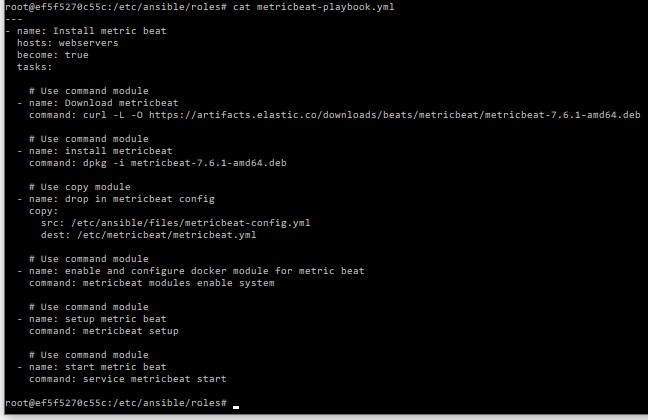 root@ef5f5270c55c:/etc/ansible/roles# cat metricbeat-playbook.yml
---
- name: Install metric beat
  hosts: webservers
  become: true
  tasks:

    # Use command module
  - name: Download metricbeat
    command: curl -L -O https://artifacts.elastic.co/downloads/beats/metricbeat/metricbeat-7.6.1-amd64.deb

    # Use command module
  - name: install metricbeat
    command: dpkg -i metricbeat-7.6.1-amd64.deb

    # Use copy module
  - name: drop in metricbeat config
    copy:
      src: /etc/ansible/files/metricbeat-config.yml
      dest: /etc/metricbeat/metricbeat.yml

    # Use command module
  - name: enable and configure docker module for metric beat
    command: metricbeat modules enable system

    # Use command module
  - name: setup metric beat
    command: metricbeat setup

    # Use command module
  - name: start metric beat
    command: service metricbeat start

root@ef5f5270c55c:/etc/ansible/roles#